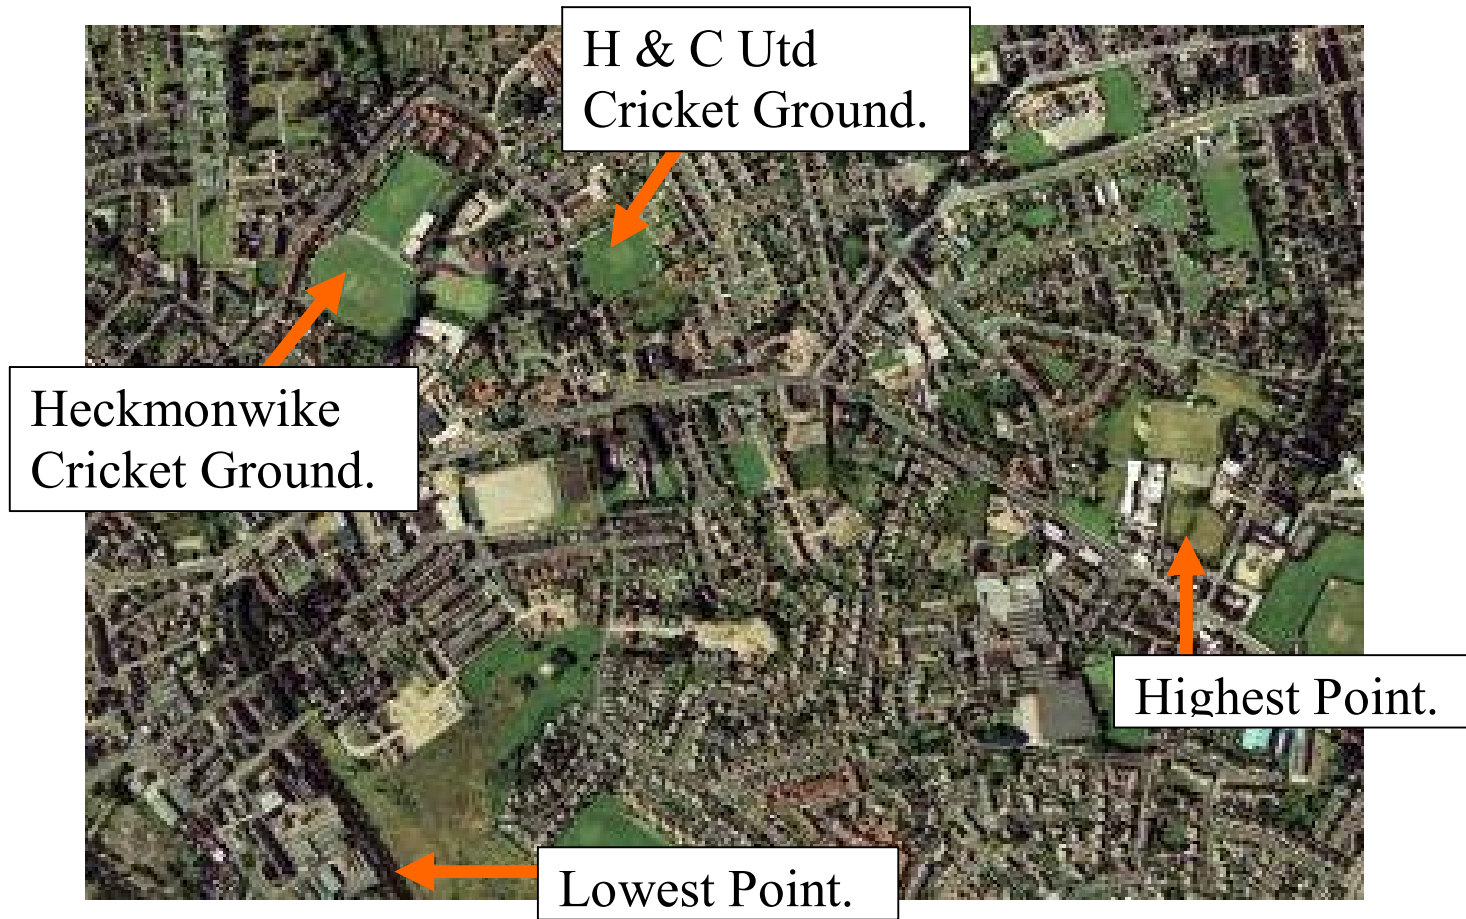 H & C Utd
Cricket Ground.
Heckmonwike
Cricket Ground.
Highest Point.
Lowest Point.